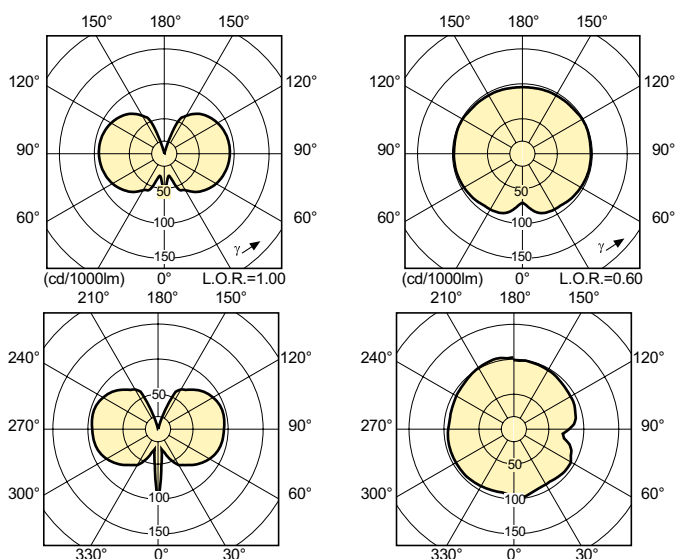 150° 180° 150° 150° 180° 150°
120° 120° 120° 120°
90° 90° 90° 90°
50 50
60° 60° 60° 60°
100 100
γ γ
150 150
(cd/1000lm) 0° L.O.R.=1.00 (cd/1000lm) 0° L.O.R.=0.60
210° 180° 150° 210° 180° 150°
240° 120° 240° 120°
50
270° 90° 270° 90°
50
300° 60° 300° 60°
100 100
150 150
330° 0° 30° 330° 0° 30°